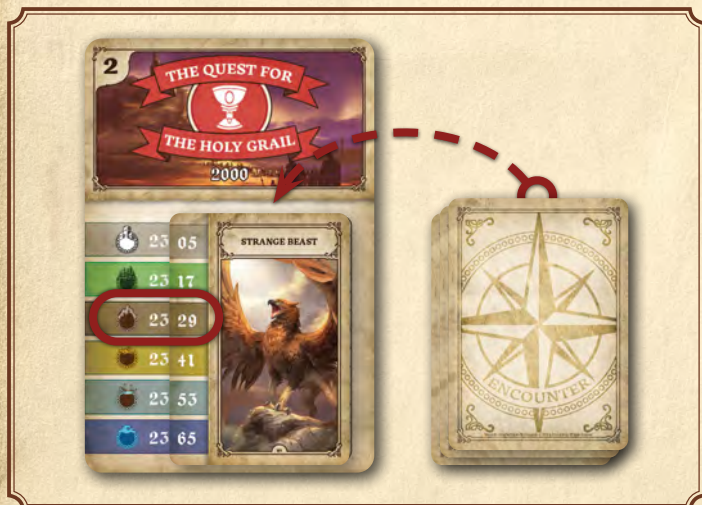 2
THE QUEST FOR
THE HOLY GRAIL
2000
23 05
23 17
23 29
23 41
23 53
23 65
STRANGE BEAST
ENCOUNTER